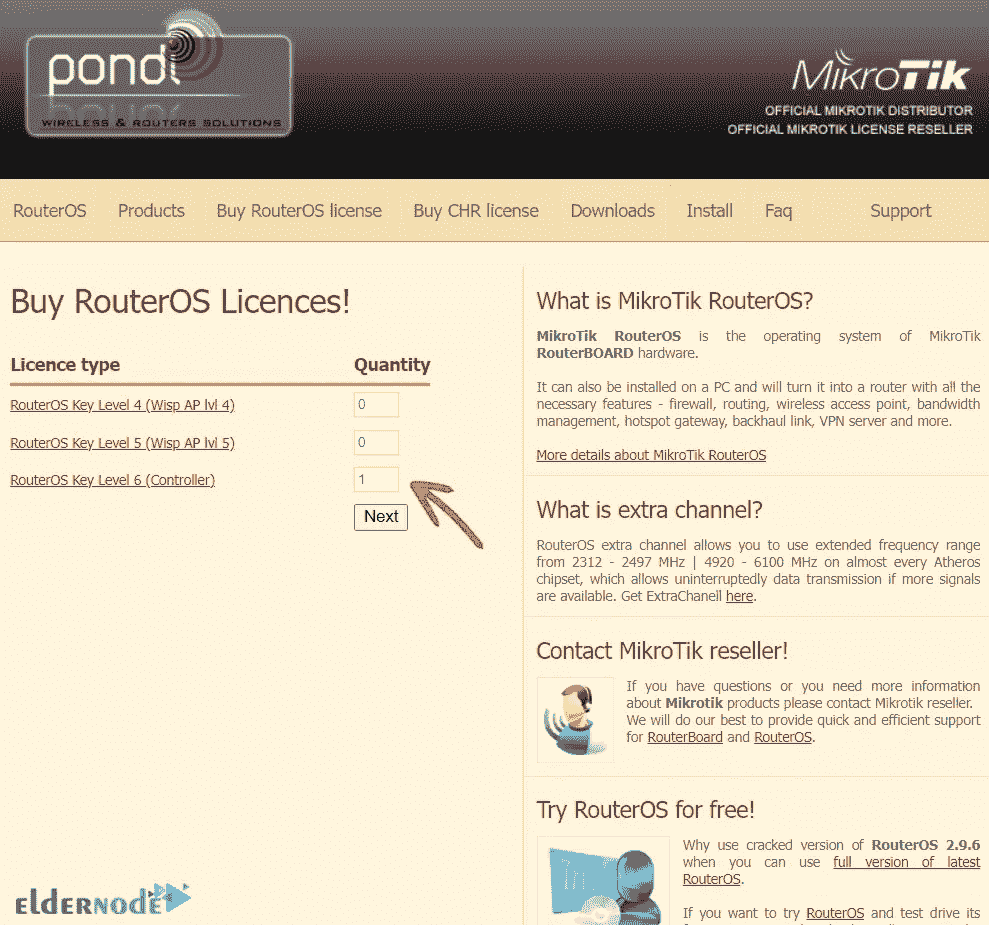 pondi
WIRELESS & ROUTERS SOLUTIONS
MikroTik
OFFICIAL MIKROTIK DISTRIBUTOR
OFFICIAL MIKROTIK LICENSE RESELLER
RouterOS Products Buy RouterOS license Buy CHR license Downloads Install Faq Support
Buy RouterOS Licences!
Licence type Quantity
RouterOS Key Level 4 (Wisp AP lvl 4) 0
RouterOS Key Level 5 (Wisp AP lvl 5) 0
RouterOS Key Level 6 (Controller) 1
Next
What is MikroTik RouterOS?
MikroTik RouterOS is the operating system of MikroTik
RouterBOARD hardware.
It can also be installed on a PC and will turn it into a router with all the
necessary features - firewall, routing, wireless access point, bandwidth
management, hotspot gateway, backhaul link, VPN server and more.
More details about MikroTik RouterOS
What is extra channel?
RouterOS extra channel allows you to use extended frequency range
from 2312 - 2497 MHz | 4920 - 6100 MHz on almost every Atheros
chipset, which allows uninterruptedly data transmission if more signals
are available. Get ExtraChanell here.
Contact MikroTik reseller!
If you have questions or you need more information
about Mikrotik products please contact Mikrotik reseller.
We will do our best to provide quick and efficient support
for RouterBoard and RouterOS.
Try RouterOS for free!
Why use cracked version of RouterOS 2.9.6
when you can use full version of latest
RouterOS.
If you want to try RouterOS and test drive its
eldernode